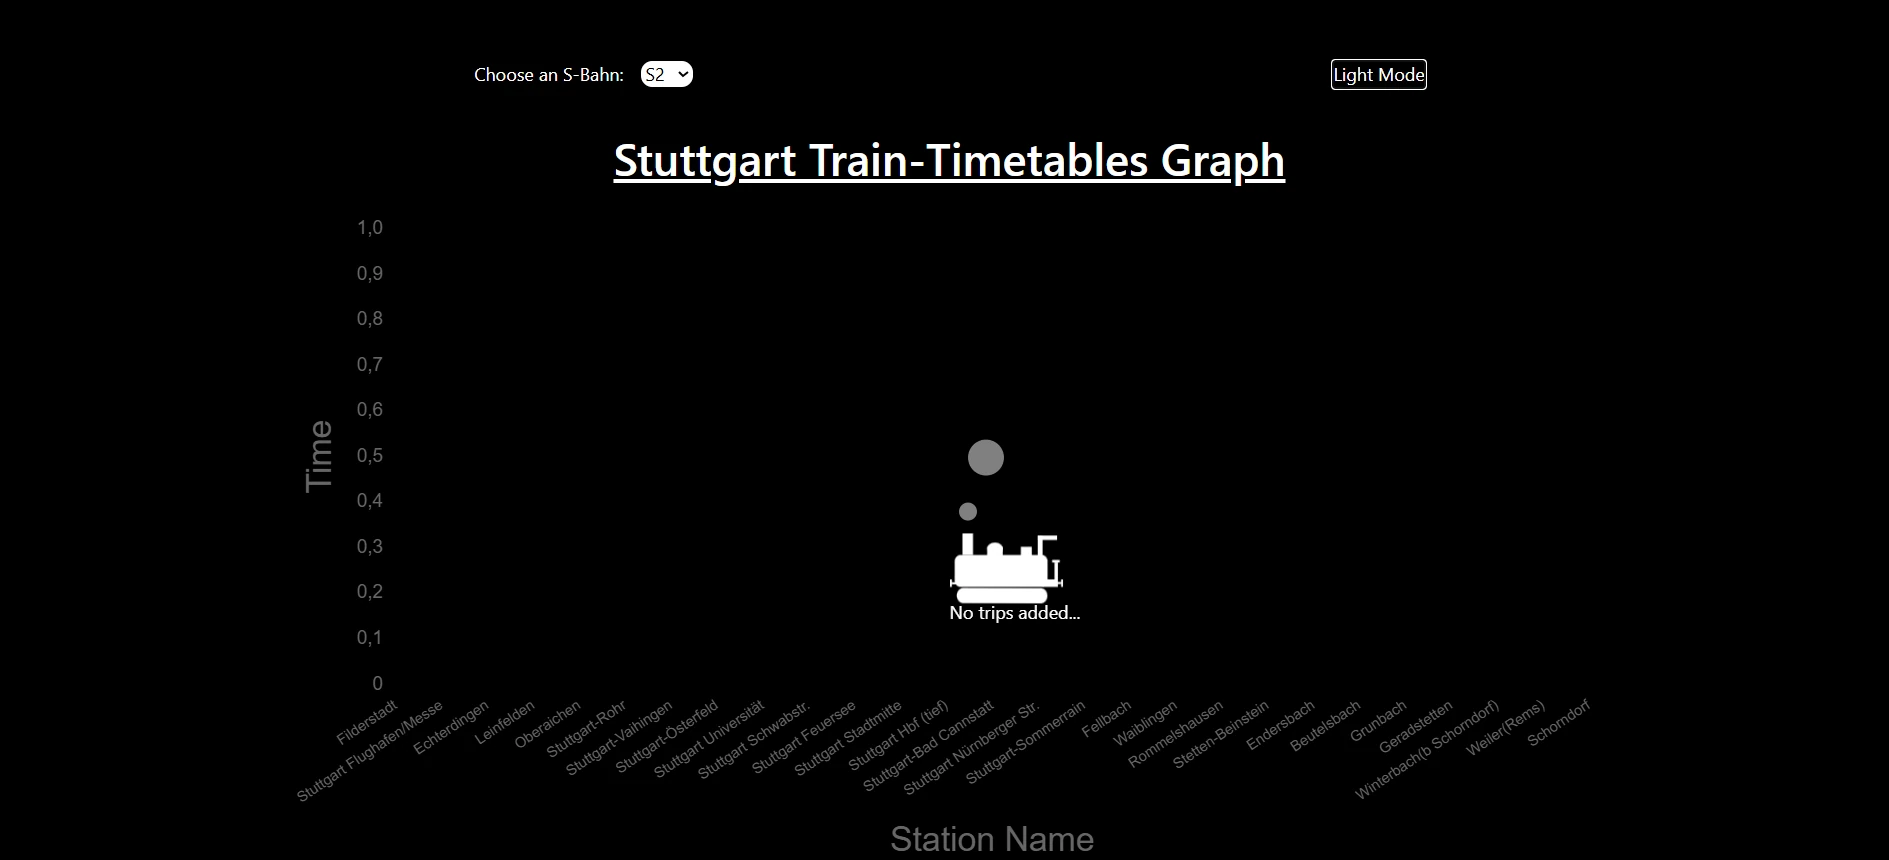 Choose an S-Bahn: S2
Light Mode
Stuttgart Train-Timetables Graph
1,0
0,9
0,8
0,7
0,6
0,5
0,4
0,3
0,2
0,1
0
Time
No trips added...
Filderstadt
Stuttgart Flughafen/Messe
Echterdingen
Leinfelden
Oberaichen
Stuttgart-Rohr
Stuttgart-Vaihingen
Stuttgart-Österfeld
Stuttgart Universität
Stuttgart Schwabstr.
Stuttgart Feuersee
Stuttgart Stadtmitte
Stuttgart Hbf (tief)
Stuttgart-Bad Cannstatt
Stuttgart Nürnberger Str.
Stuttgart-Sommerrain
Fellbach
Waiblingen
Rommelshausen
Stetten-Beinstein
Endersbach
Beutelsbach
Grunbach
Geradstetten
Winterbach(b Schorndorf)
Weiler(Rems)
Schorndorf
Station Name